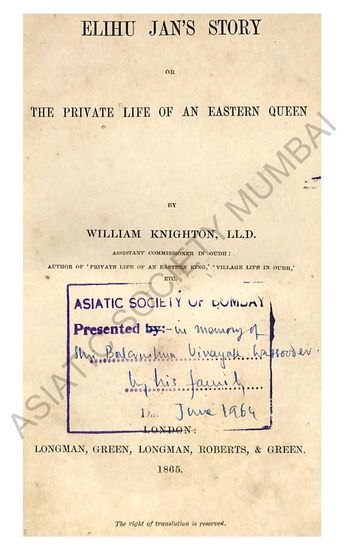 ELIHU JAN'S STORY
OR
THE PRIVATE LIFE OF AN EASTERN QUEEN
BY
WILLIAM KNIGHTON, LL.D.
ASSISTANT COMMISSIONER IN OUDH:
AUTHOR OF 'PRIVATE LIFE OF AN EASTERN KING,' 'VILLAGE LIFE IN OUDH,'
ETC.
ASIATIC SOCIETY OF BOMBAY
Presented by:- in memory of
Shri Balcrishna Vinayak
by his family
June 1964
LONDON:
LONGMAN, GREEN, LONGMAN, ROBERTS, & GREEN.
1865.
The right of translation is reserved.
ASIATIC SOCIETY MUMBAI